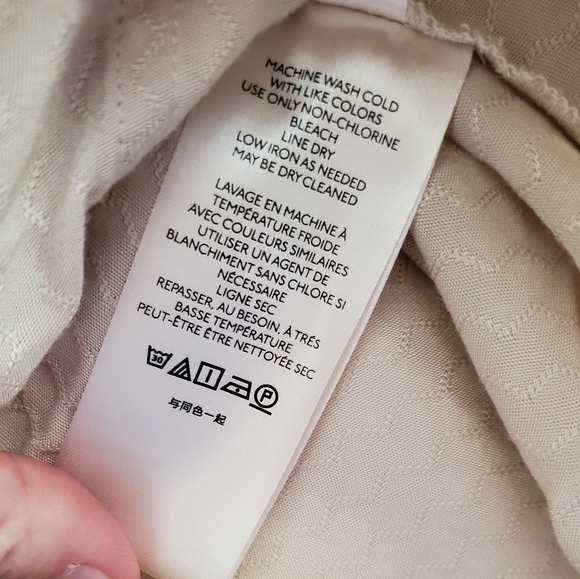 MACHINE WASH COLD
WITH LIKE COLORS
USE ONLY NON-CHLORINE
BLEACH
LINE DRY
LOW IRON AS NEEDED
MAY BE DRY CLEANED
LAVAGE EN MACHINE À
TEMPÉRATURE FROIDE
AVEC COULEURS SIMILAIRES
UTILISER UN AGENT DE
BLANCHIMENT SANS CHLORE SI
NÉCESSAIRE
LIGNE SEC
REPASSER, AU BESOIN, À TRÉS
BASSE TEMPÉRATURE
PEUT-ÊTRE ÊTRE NETTOYÉE SEC
30 P
与同色一起